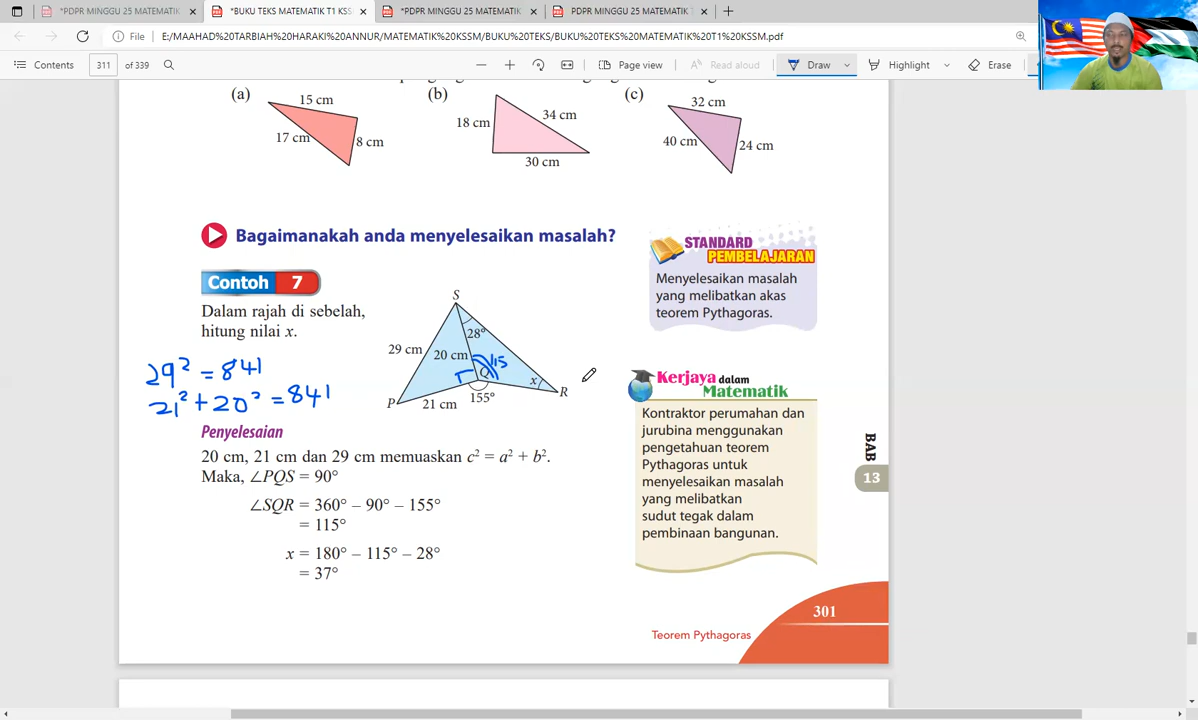 *PDPR MINGGU 25 MATEMATIK
*BUKU TEKS MATEMATIK T1 KSS
*PDPR MINGGU 25 MATEMATIK
PDPR MINGGU 25 MATEMATIK T
File
E:/MAAHAD%20TARBIAH%20HARAKI%20ANNUR/MATEMATIK%20KSSM/BUKU%20TEKS/BUKU%20TEKS%20MATEMATIK%20T1%20KSSM.pdf
Contents
311 of 339
Page view
Read aloud
Draw
Highlight
Erase
(a)
15 cm
17 cm
8 cm
(b)
18 cm
34 cm
30 cm
(c)
32 cm
40 cm
24 cm
Bagaimanakah anda menyelesaikan masalah?
Contoh 7
Dalam rajah di sebelah,
hitung nilai x.
29² = 841
21² + 20² = 841
S
28°
29 cm
20 cm
115
Q
x
R
P
21 cm
155°
Penyelesaian
20 cm, 21 cm dan 29 cm memuaskan c² = a² + b².
Maka, ∠PQS = 90°
∠SQR = 360° – 90° – 155°
= 115°
x = 180° – 115° – 28°
= 37°
STANDARD
PEMBELAJARAN
Menyelesaikan masalah
yang melibatkan akas
teorem Pythagoras.
Kerjaya dalam
Matematik
Kontraktor perumahan dan
jurubina menggunakan
pengetahuan teorem
Pythagoras untuk
menyelesaikan masalah
yang melibatkan
sudut tegak dalam
pembinaan bangunan.
BAB
13
301
Teorem Pythagoras